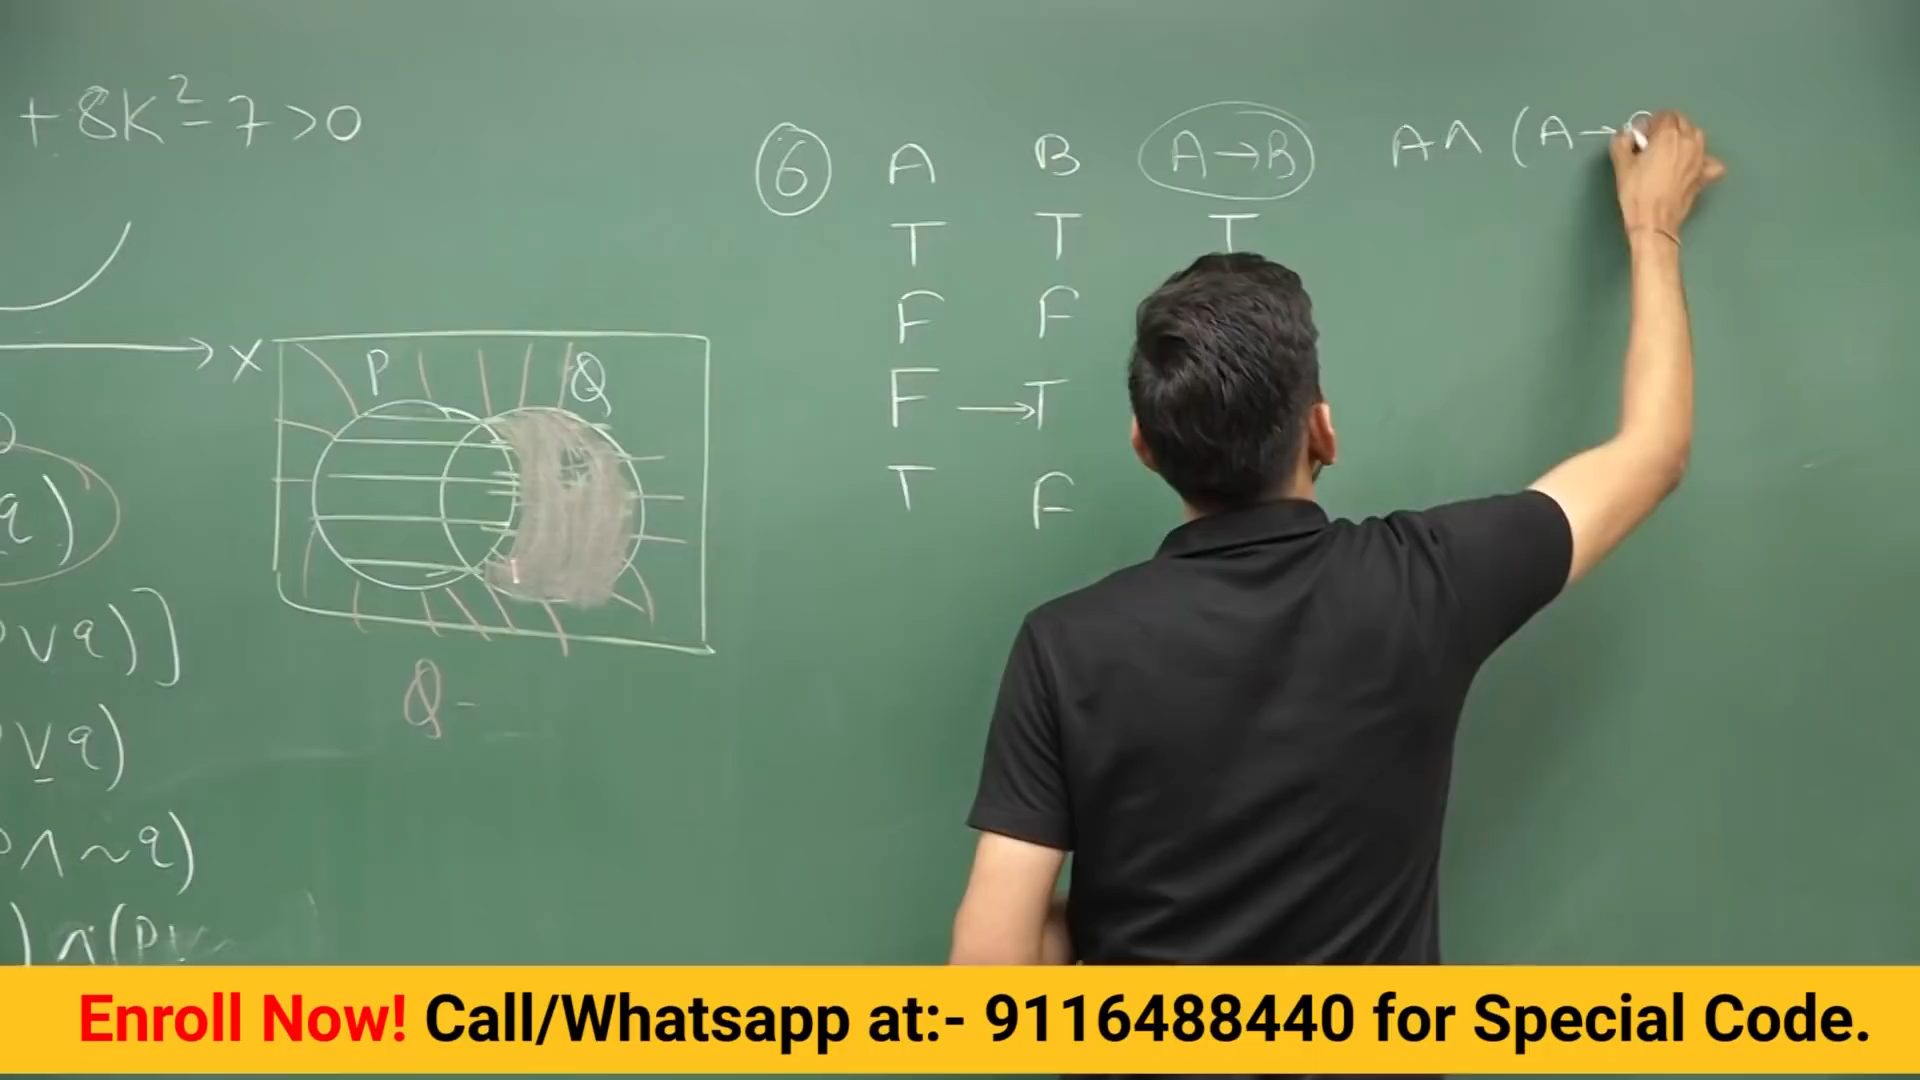 +8K²-7>0
⑥ A B A→B A∧(A→
T T T
F F
X
P Q
F → T
q)
T F
∨q)]
Q-
∨q)
∧~q)
)∧(P
Enroll Now! Call/Whatsapp at:- 9116488440 for Special Code.